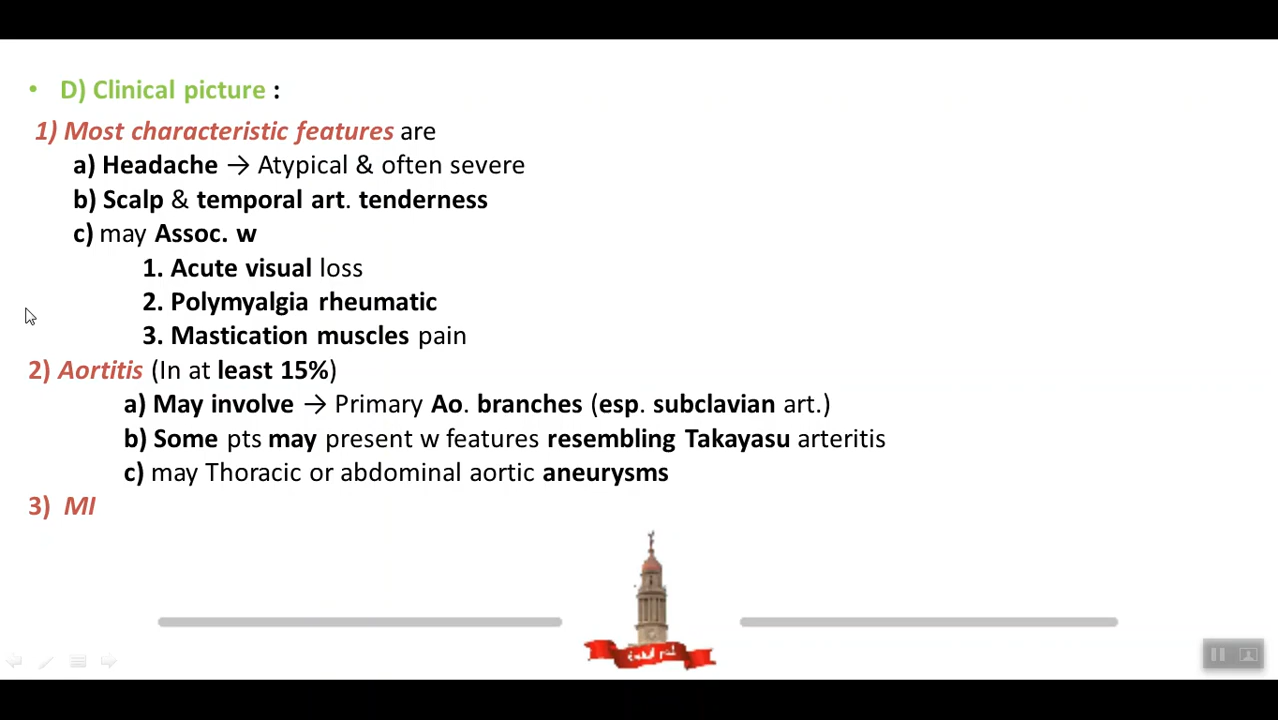 • D) Clinical picture :
1) Most characteristic features are
a) Headache → Atypical & often severe
b) Scalp & temporal art. tenderness
c) may Assoc. w
1. Acute visual loss
2. Polymyalgia rheumatic
3. Mastication muscles pain
2) Aortitis (In at least 15%)
a) May involve → Primary Ao. branches (esp. subclavian art.)
b) Some pts may present w features resembling Takayasu arteritis
c) may Thoracic or abdominal aortic aneurysms
3) MI